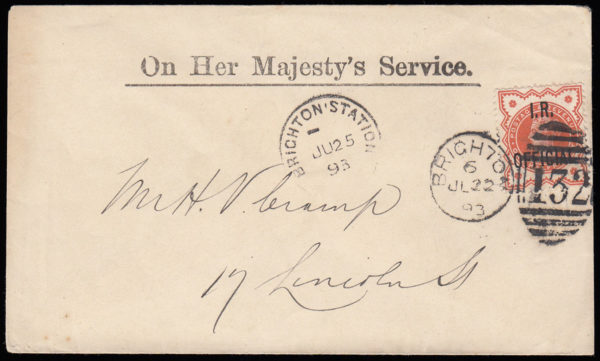 On Her Majesty's Service.
I.R.
OFFICIAL
BRIGHTON STATION
JU 25
93
BRIGHTON
6
JL 22
93
132
Mr H. V. Cramp
17 Lincoln St